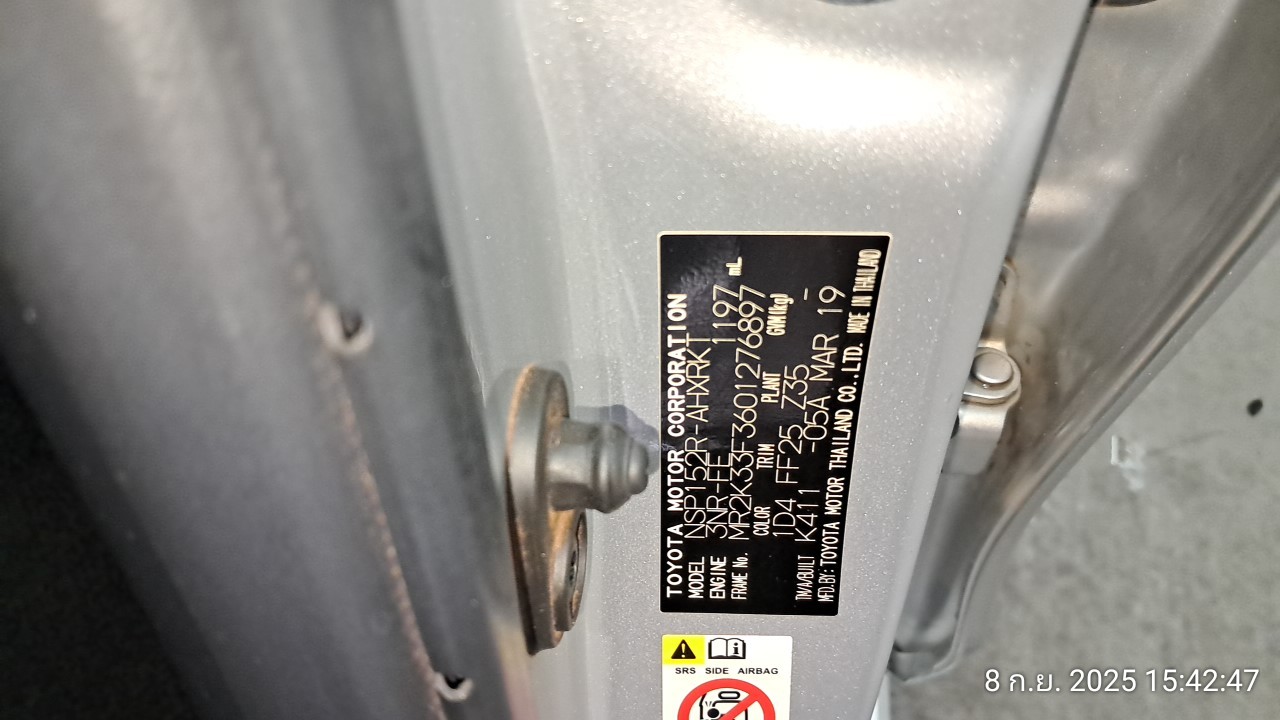 TOYOTA MOTOR CORPORATION
MODEL NSP152R-AHXRKT
ENGINE 3NR-EE 1197 mL
FRAME No. MR2K33F3601276897
COLOR TRIM PLANT GVM(kg)
1D4 FF25 Z35 -
TM/A/BUILT K411 -05A MAR 19
MFD.BY: TOYOTA MOTOR THAILAND CO.,LTD. MADE IN THAILAND
SRS SIDE AIRBAG
8 ก.ย. 2025 15:42:47